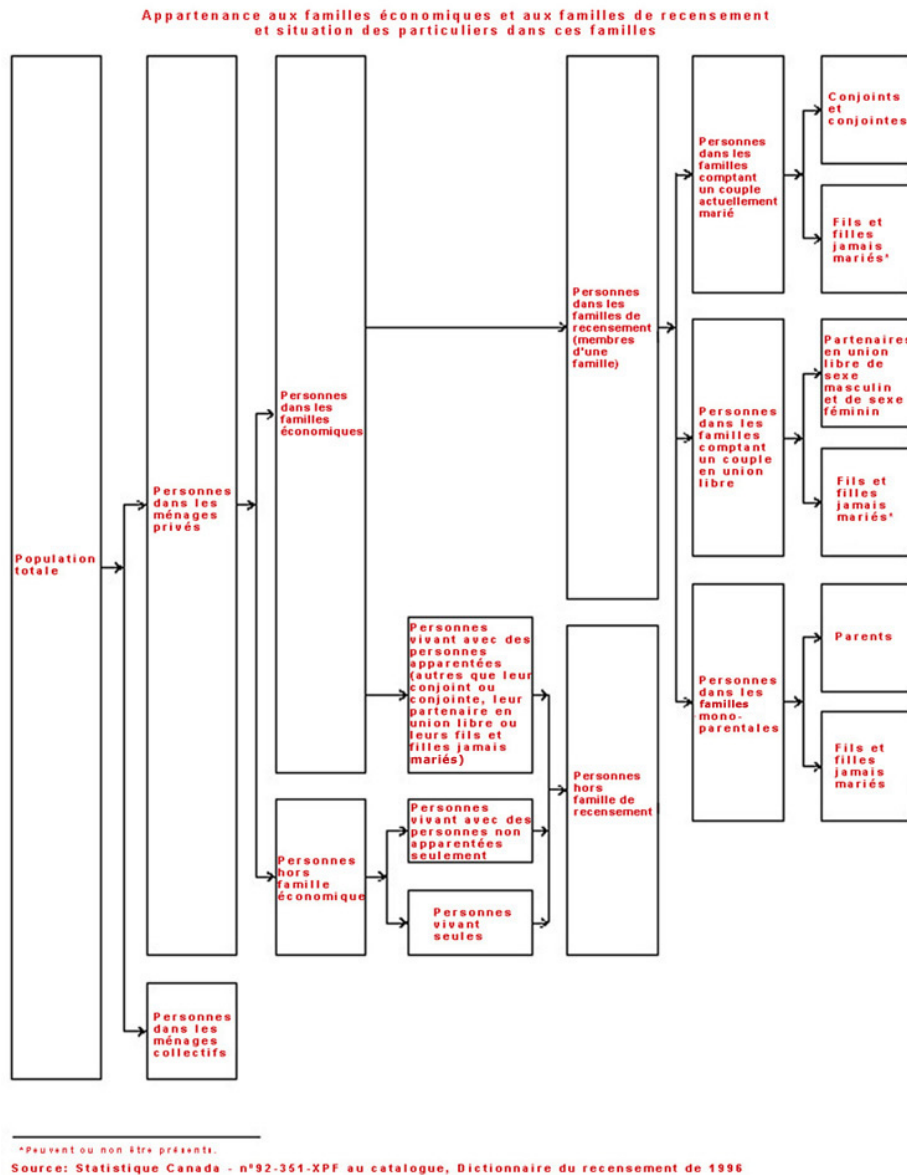 Appartenance aux familles économiques et aux familles de recensement
et situation des particuliers dans ces familles
Population
totale
Personnes
dans les
ménages
privés
Personnes
dans les
ménages
collectifs
Personnes
dans les
familles
économiques
Personnes
hors
famille
économique
Personnes
vivant avec des
personnes
apparentées
(autres que leur
conjoint ou
conjointe, leur
partenaire en
union libre ou
leurs fils et
filles jamais
mariés)
Personnes
vivant avec des
personnes non
apparentées
seulement
Personnes
vivant
seules
Personnes
dans les
familles de
recensement
(membres
d'une
famille)
Personnes
hors
famille de
recensement
Personnes
dans les
familles
comptant
un couple
actuellement
marié
Conjoints
et
conjointes
Fils et
filles
jamais
mariés*
Personnes
dans les
familles
comptant
un couple
en union
libre
Partenaires
en union
libre de
sexe
masculin
et de sexe
féminin
Fils et
filles
jamais
mariés*
Personnes
dans les
familles
mono-
parentales
Parents
Fils et
filles
jamais
mariés
*Peuvent ou non être présents.
Source: Statistique Canada - nº92-351-XPF au catalogue, Dictionnaire du recensement de 1996